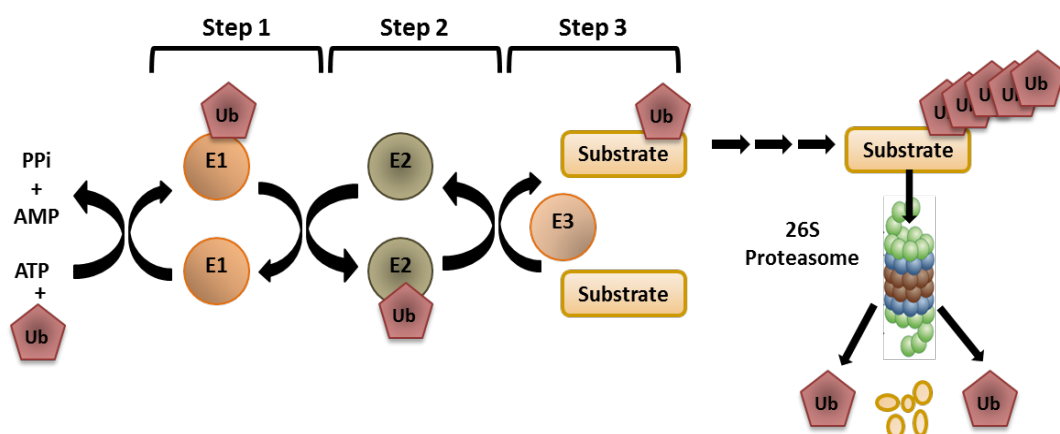 Step 1
Step 2
Step 3
Ub
Ub
Ub
Ub
Ub
Ub
Ub
E1
E2
Substrate
Substrate
PPi
+
AMP
E3
26S
Proteasome
ATP
+
E1
E2
Substrate
Ub
Ub
Ub
Ub